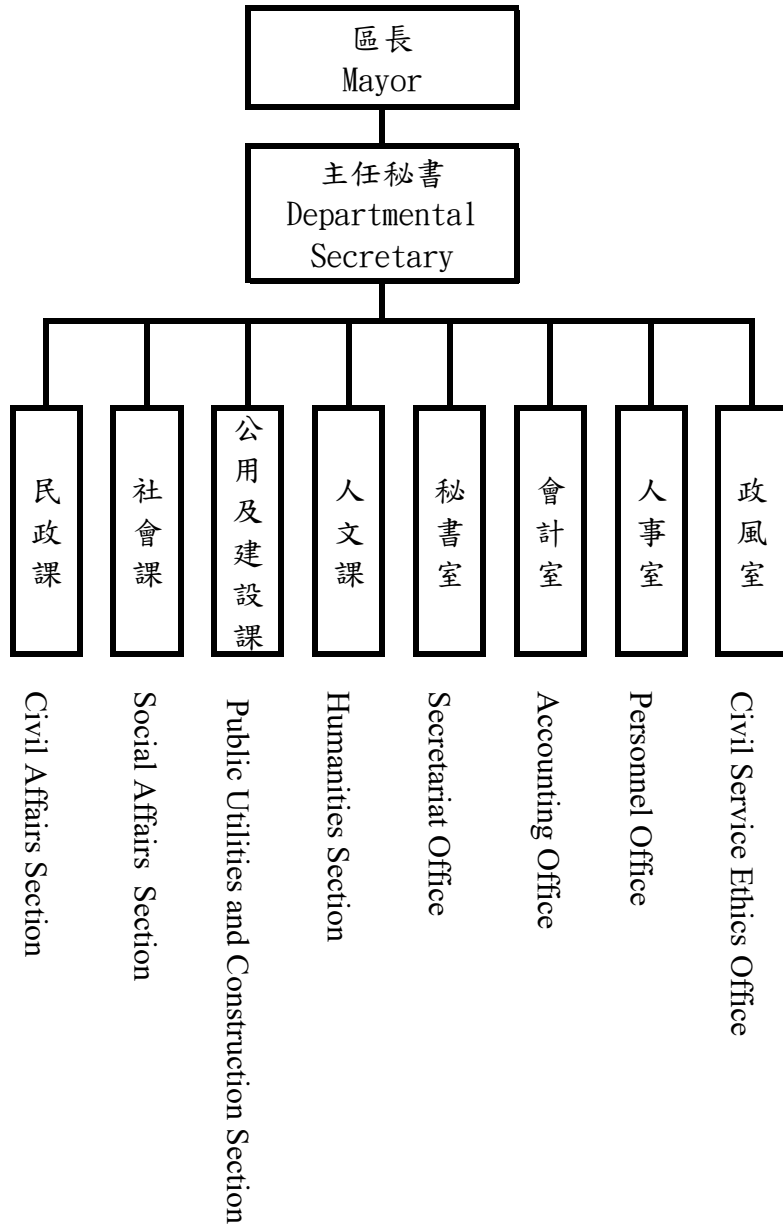 區長
Mayor
主任秘書
Departmental
Secretary
民政課
社會課
公用及建設課
人文課
秘書室
會計室
人事室
政風室
Civil Affairs Section
Social Affairs Section
Public Utilities and Construction Section
Humanities Section
Secretariat Office
Accounting Office
Personnel Office
Civil Service Ethics Office